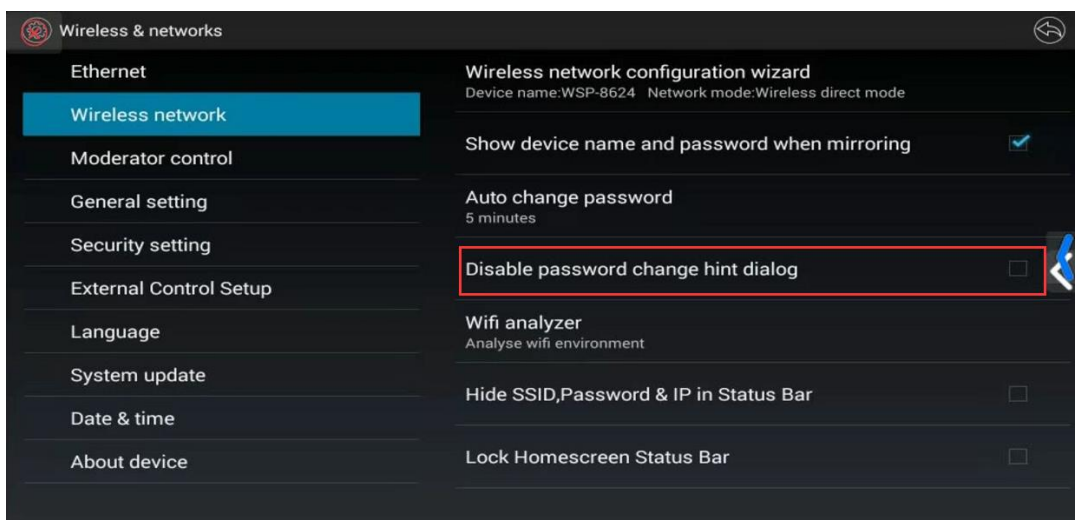 Wireless & networks
Ethernet
Wireless network
Moderator control
General setting
Security setting
External Control Setup
Language
System update
Date & time
About device
Wireless network configuration wizard
Device name:WSP-8624 Network mode:Wireless direct mode
Show device name and password when mirroring
Auto change password
5 minutes
Disable password change hint dialog
Wifi analyzer
Analyse wifi environment
Hide SSID,Password & IP in Status Bar
Lock Homescreen Status Bar